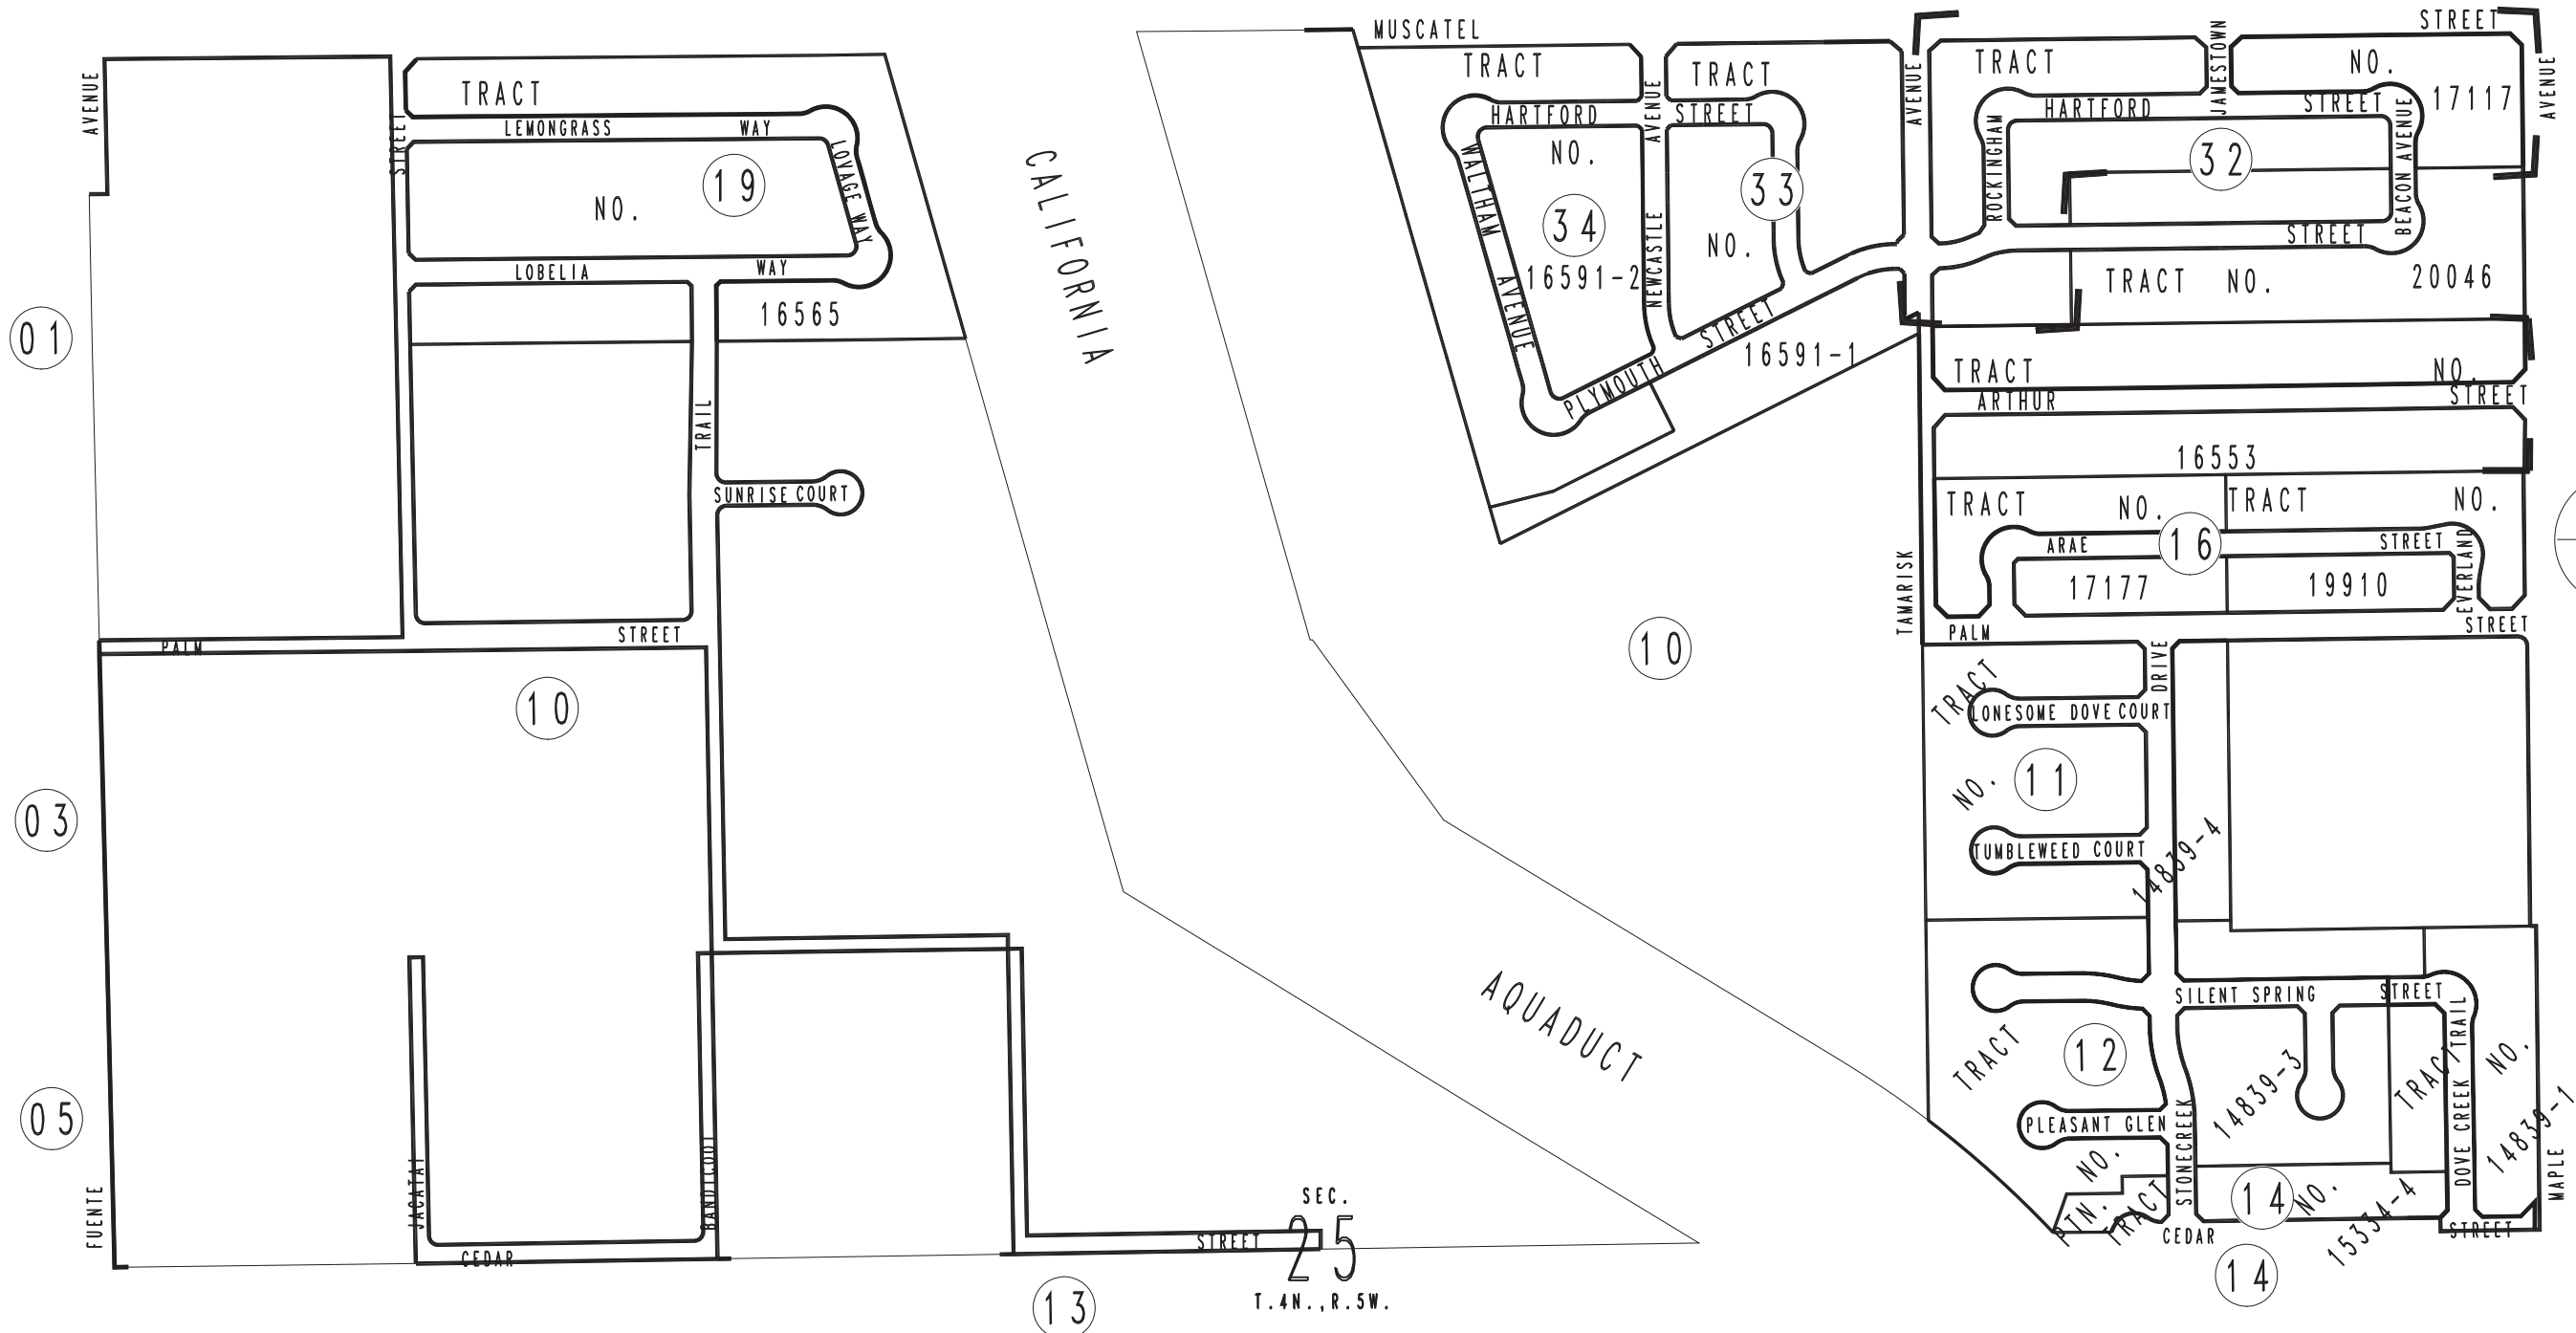 MUSCATEL
STREET
AVENUE
TRACT
LEMONGRASS WAY
STREET
LOVAGE WAY
19
NO.
LOBELIA WAY
16565
01
TRAIL
SUNRISE COURT
PALM STREET
10
03
05
FUENTE
JACATAI
BANDICOOT
CEDAR STREET
SEC.
25
T.4N.,R.5W.
13
CALIFORNIA
AQUADUCT
10
TRACT
HARTFORD STREET
NO.
34
16591-2
WALTHAM AVENUE
NEWCASTLE AVENUE
TRACT
33
NO.
PLYMOUTH STREET
16591-1
AVENUE
TAMARISK
TRACT NO.
17117
JAMESTOWN
AVENUE
HARTFORD STREET
ROCKINGHAM
32
BEACON AVENUE
STREET
TRACT NO. 20046
TRACT NO.
ARTHUR STREET
16553
TRACT NO.
TRACT NO.
ARAE STREET
16
17177
19910
EVERLAND
PALM STREET
DRIVE
TRACT
LONESOME DOVE COURT
NO.
11
TUMBLEWEED COURT
14839-4
SILENT SPRING STREET
TRACT
12
14839-3
TRACT
DOVE CREEK TRAIL
NO.
14839-1
PLEASANT GLEN
STONECREEK
NO.
MAPLE
PTN.
TRACT
14
NO.
15334-4
CEDAR STREET
14